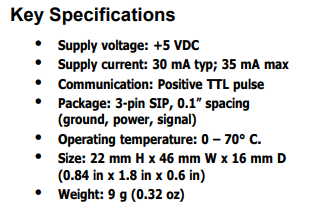 Key Specifications
• Supply voltage: +5 VDC
• Supply current: 30 mA typ; 35 mA max
• Communication: Positive TTL pulse
• Package: 3-pin SIP, 0.1” spacing
(ground, power, signal)
• Operating temperature: 0 – 70° C.
• Size: 22 mm H x 46 mm W x 16 mm D
(0.84 in x 1.8 in x 0.6 in)
• Weight: 9 g (0.32 oz)